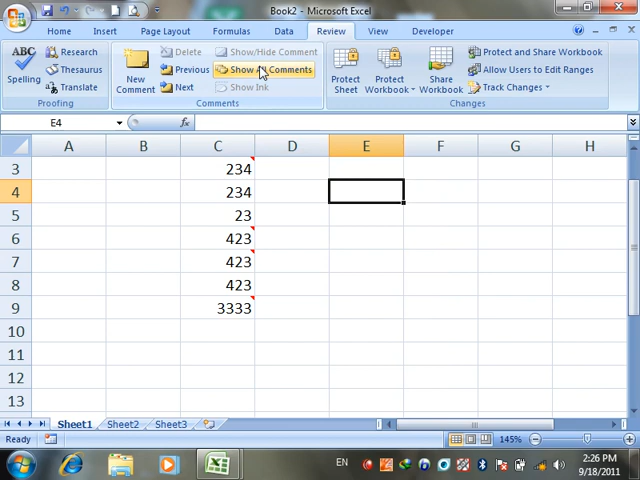 Book2 - Microsoft Excel
Home Insert Page Layout Formulas Data Review View Developer
ABC
Spelling
Research
Thesaurus
Translate
Proofing
New Comment
Delete
Previous
Next
Show/Hide Comment
Show All Comments
Show Ink
Comments
Protect Sheet
Protect Workbook
Share Workbook
Protect and Share Workbook
Allow Users to Edit Ranges
Track Changes
Changes
E4
fx
A B C D E F G H
3 234
4 234
5 23
6 423
7 423
8 423
9 3333
10
11
12
13
Sheet1 Sheet2 Sheet3
Ready 145%
EN
2:26 PM
9/18/2011